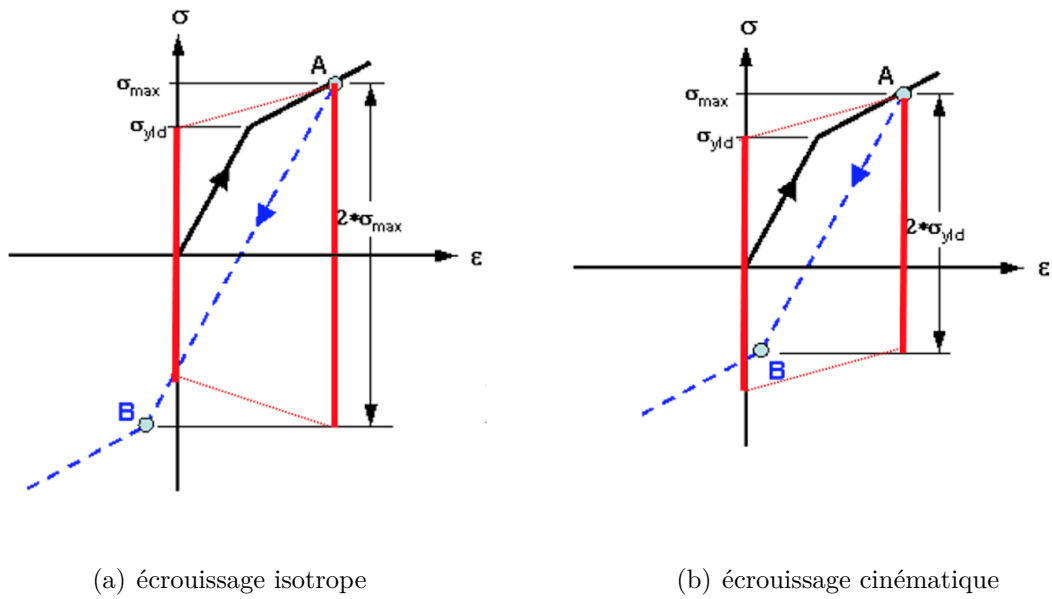 σ
A
σmax
σyld
2*σmax
ε
B
(a) écrouissage isotrope
σ
A
σmax
σyld
2*σyld
ε
B
(b) écrouissage cinématique